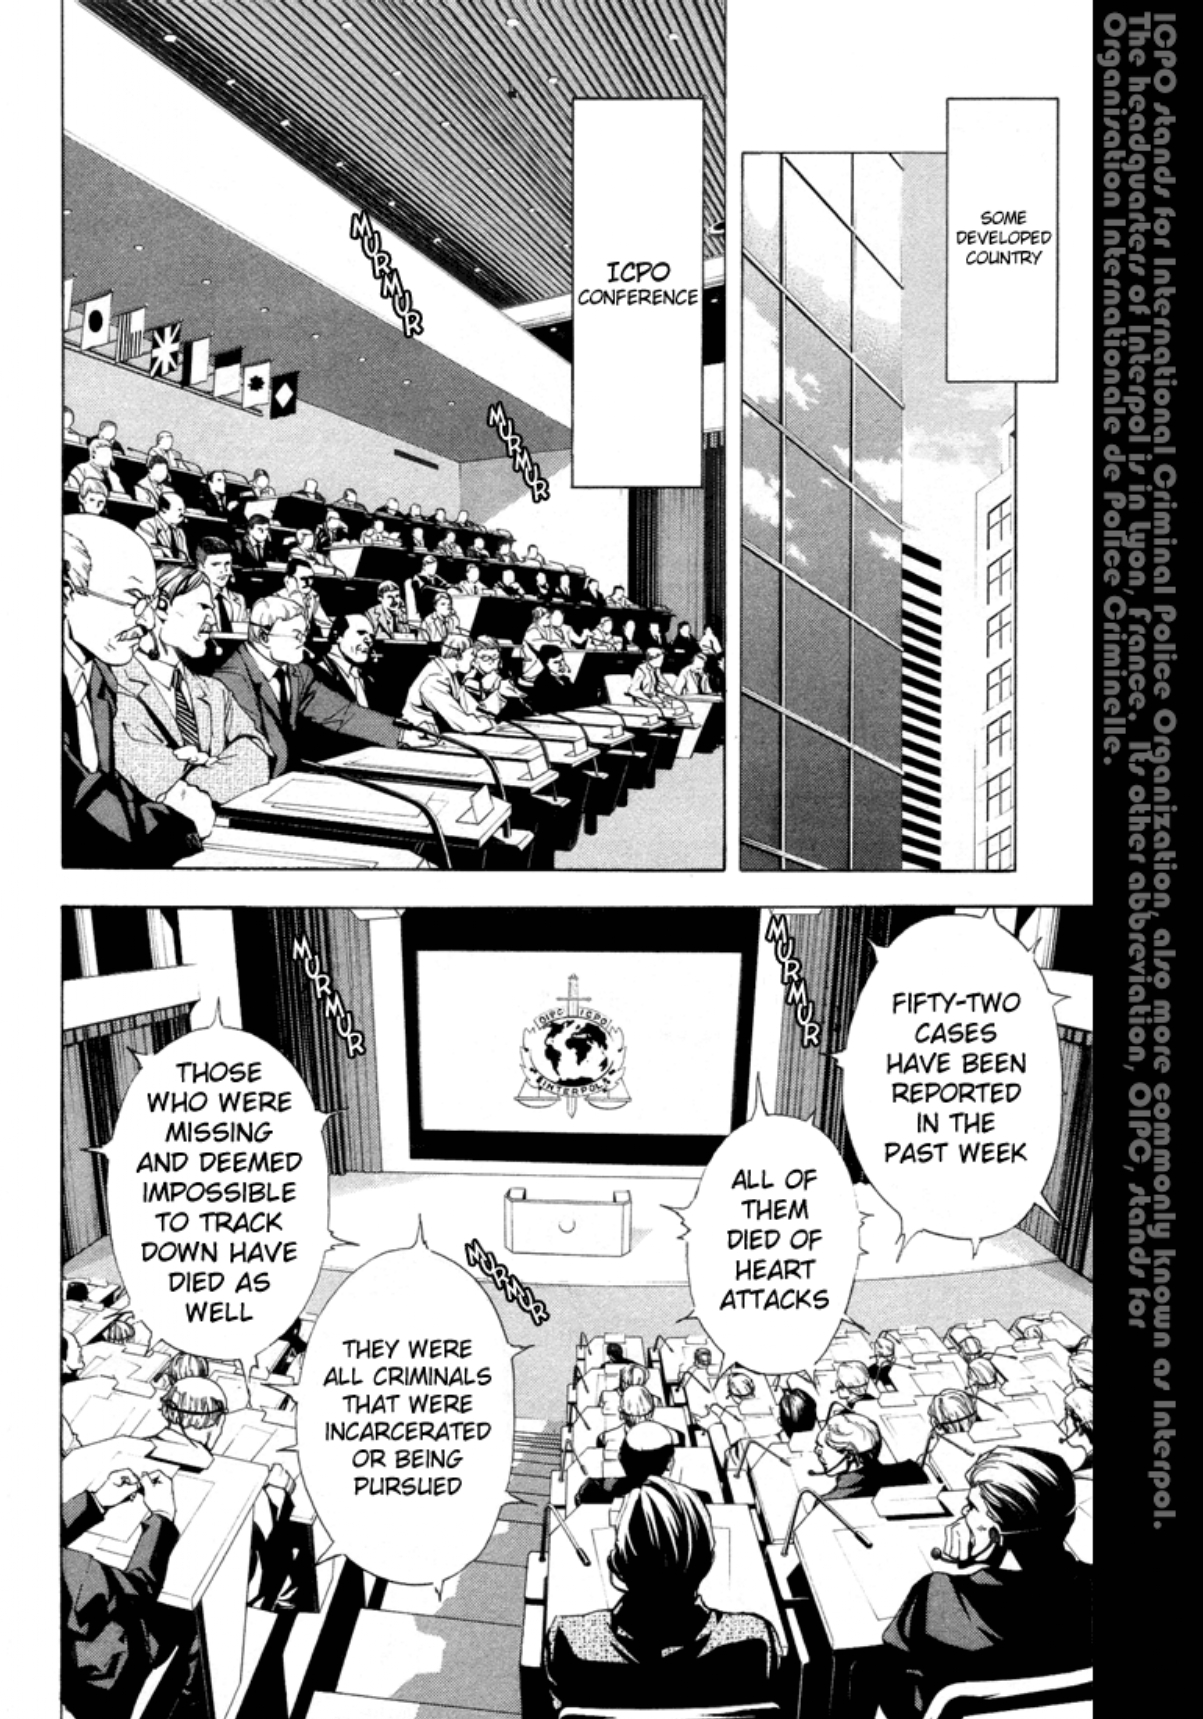 SOME
DEVELOPED
COUNTRY
ICPO
CONFERENCE
MURMUR
MURMUR
FIFTY-TWO
CASES
HAVE BEEN
REPORTED
IN THE
PAST WEEK
MURMUR
ALL OF
THEM
DIED OF
HEART
ATTACKS
OIPC ICPO
INTERPOL
MURMUR
MURMUR
THEY WERE
ALL CRIMINALS
THAT WERE
INCARCERATED
OR BEING
PURSUED
THOSE
WHO WERE
MISSING
AND DEEMED
IMPOSSIBLE
TO TRACK
DOWN HAVE
DIED AS
WELL
ICPO stands for International Criminal Police Organization, also more commonly known as Interpol.
The headquarters of Interpol is in Lyon, France. Its other abbreviation, OIPC, stands for
Organisation Internationale de Police Criminelle.